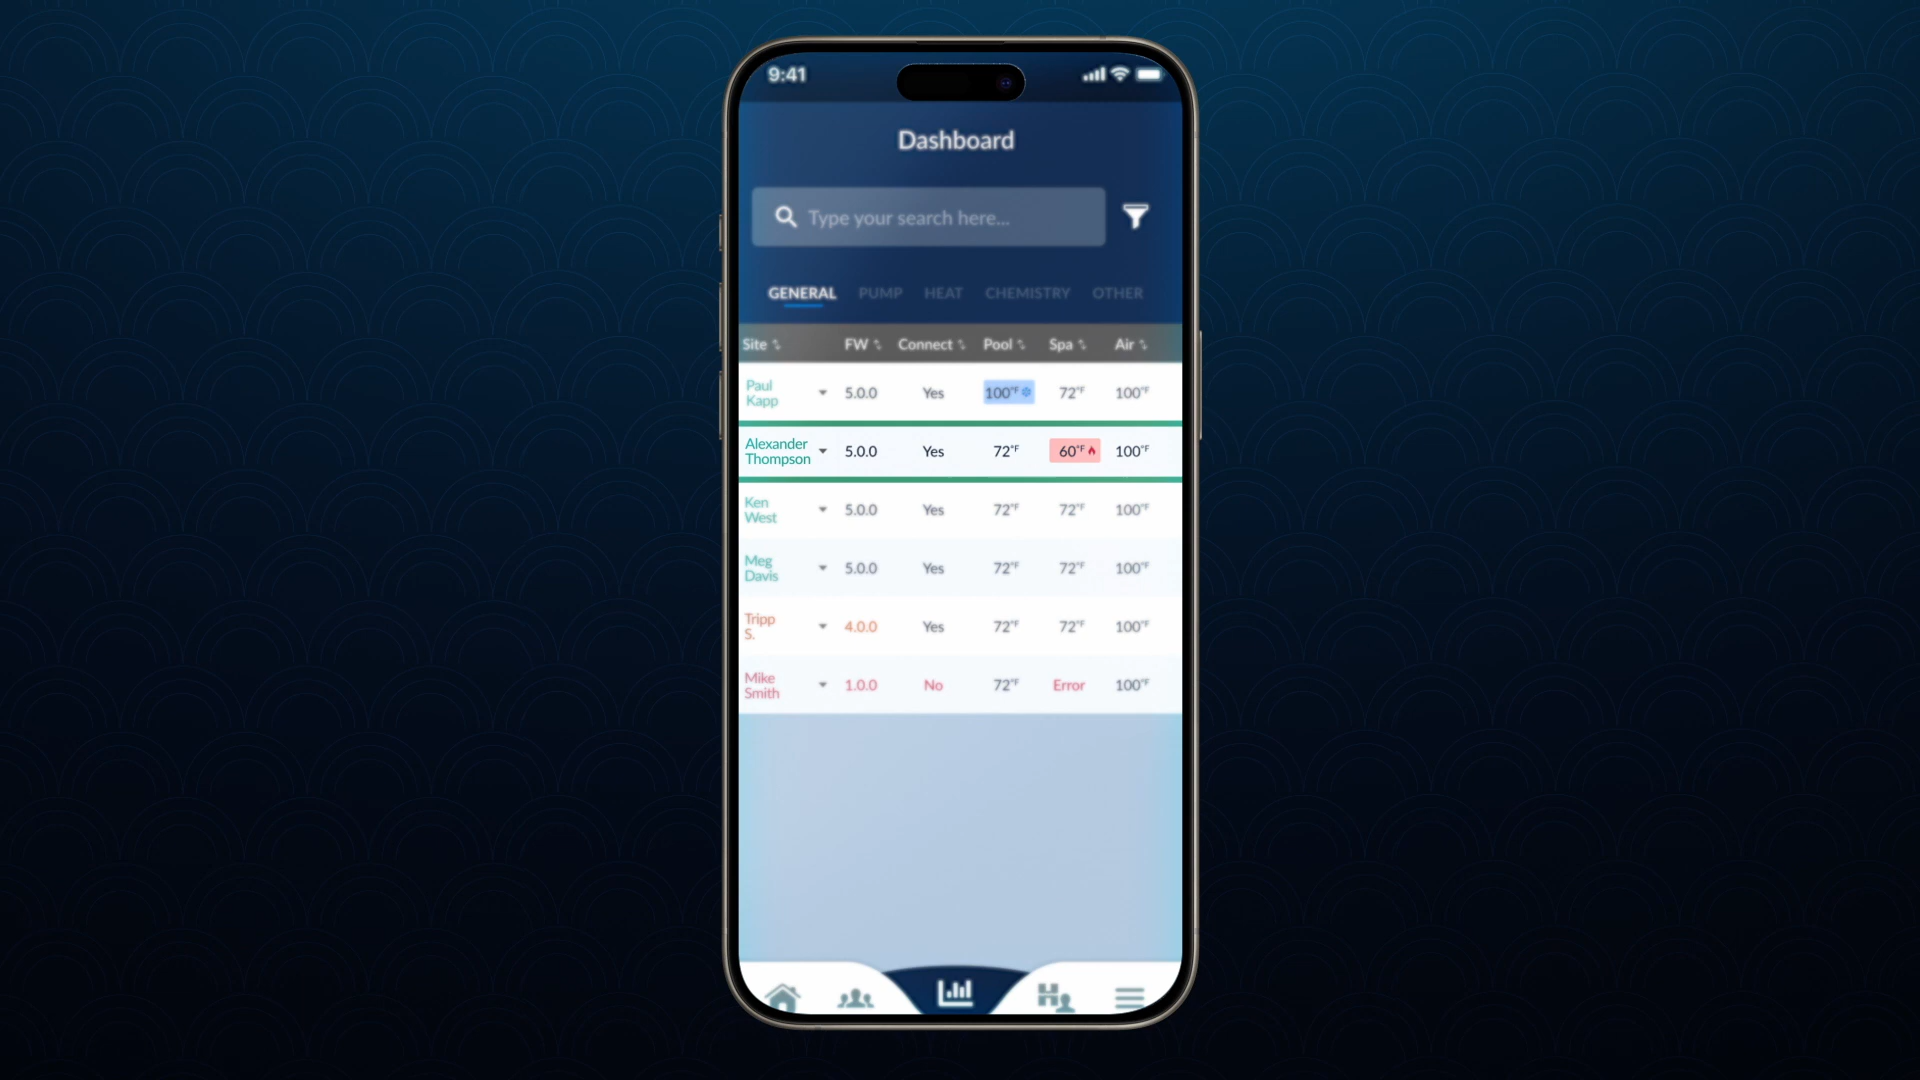 9:41
Dashboard
Type your search here...
GENERAL PUMP HEAT CHEMISTRY OTHER
Site FW Connect Pool Spa Air
Paul
Kapp 5.0.0 Yes 100°F 72°F 100°F
Alexander
Thompson 5.0.0 Yes 72°F 60°F 100°F
Ken
West 5.0.0 Yes 72°F 72°F 100°F
Meg
Davis 5.0.0 Yes 72°F 72°F 100°F
Tripp
S. 4.0.0 Yes 72°F 72°F 100°F
Mike
Smith 1.0.0 No 72°F Error 100°F